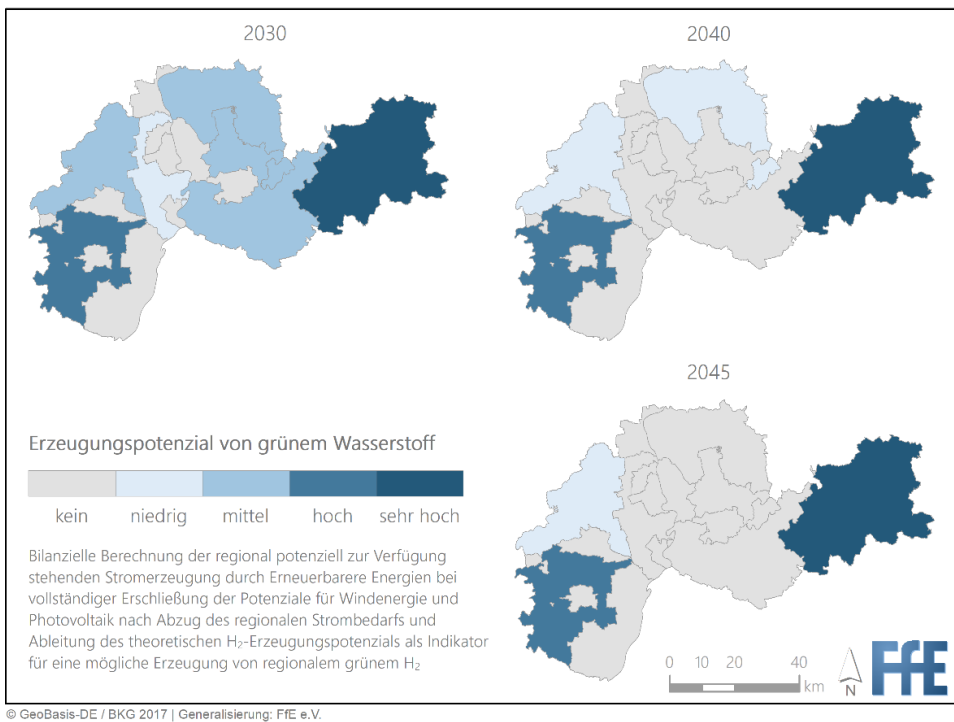 2030
2040
2045
Erzeugungspotenzial von grünem Wasserstoff
kein niedrig mittel hoch sehr hoch
Bilanzielle Berechnung der regional potenziell zur Verfügung
stehenden Stromerzeugung durch Erneuerbarere Energien bei
vollständiger Erschließung der Potenziale für Windenergie und
Photovoltaik nach Abzug des regionalen Strombedarfs und
Ableitung des theoretischen H₂-Erzeugungspotenzials als Indikator
für eine mögliche Erzeugung von regionalem grünem H₂
0 10 20 40
km
N
FfE
© GeoBasis-DE / BKG 2017 | Generalisierung: FfE e.V.